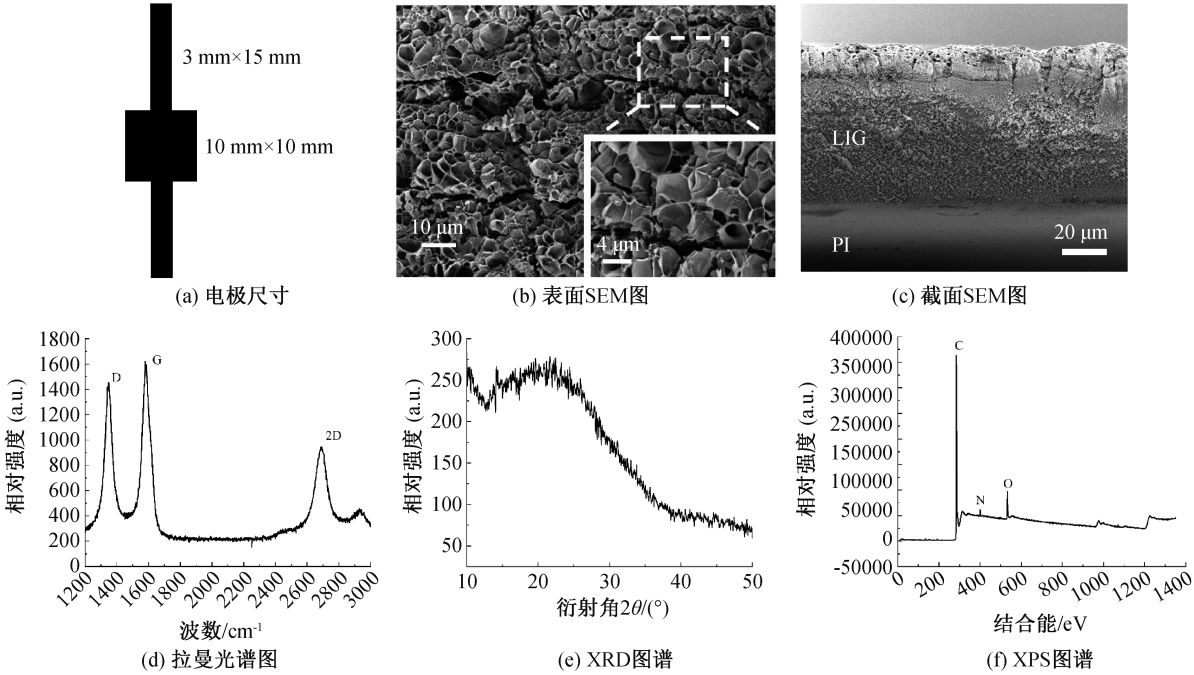 3 mm×15 mm
10 mm×10 mm
(a) 电极尺寸
10 μm
4 μm
(b) 表面SEM图
LIG
PI
20 μm
(c) 截面SEM图
相对强度 (a.u.)
1800
1600
1400
1200
1000
800
600
400
200
0
D
G
2D
1200
1400
1600
1800
2000
2200
2400
2600
2800
3000
波数/cm⁻¹
(d) 拉曼光谱图
相对强度 (a.u.)
300
250
200
150
100
50
10
20
30
40
50
衍射角2θ/(°)
(e) XRD图谱
相对强度 (a.u.)
400000
350000
300000
250000
200000
150000
100000
50000
0
-50000
C
N
O
0
200
400
600
800
1000
1200
1400
结合能/eV
(f) XPS图谱